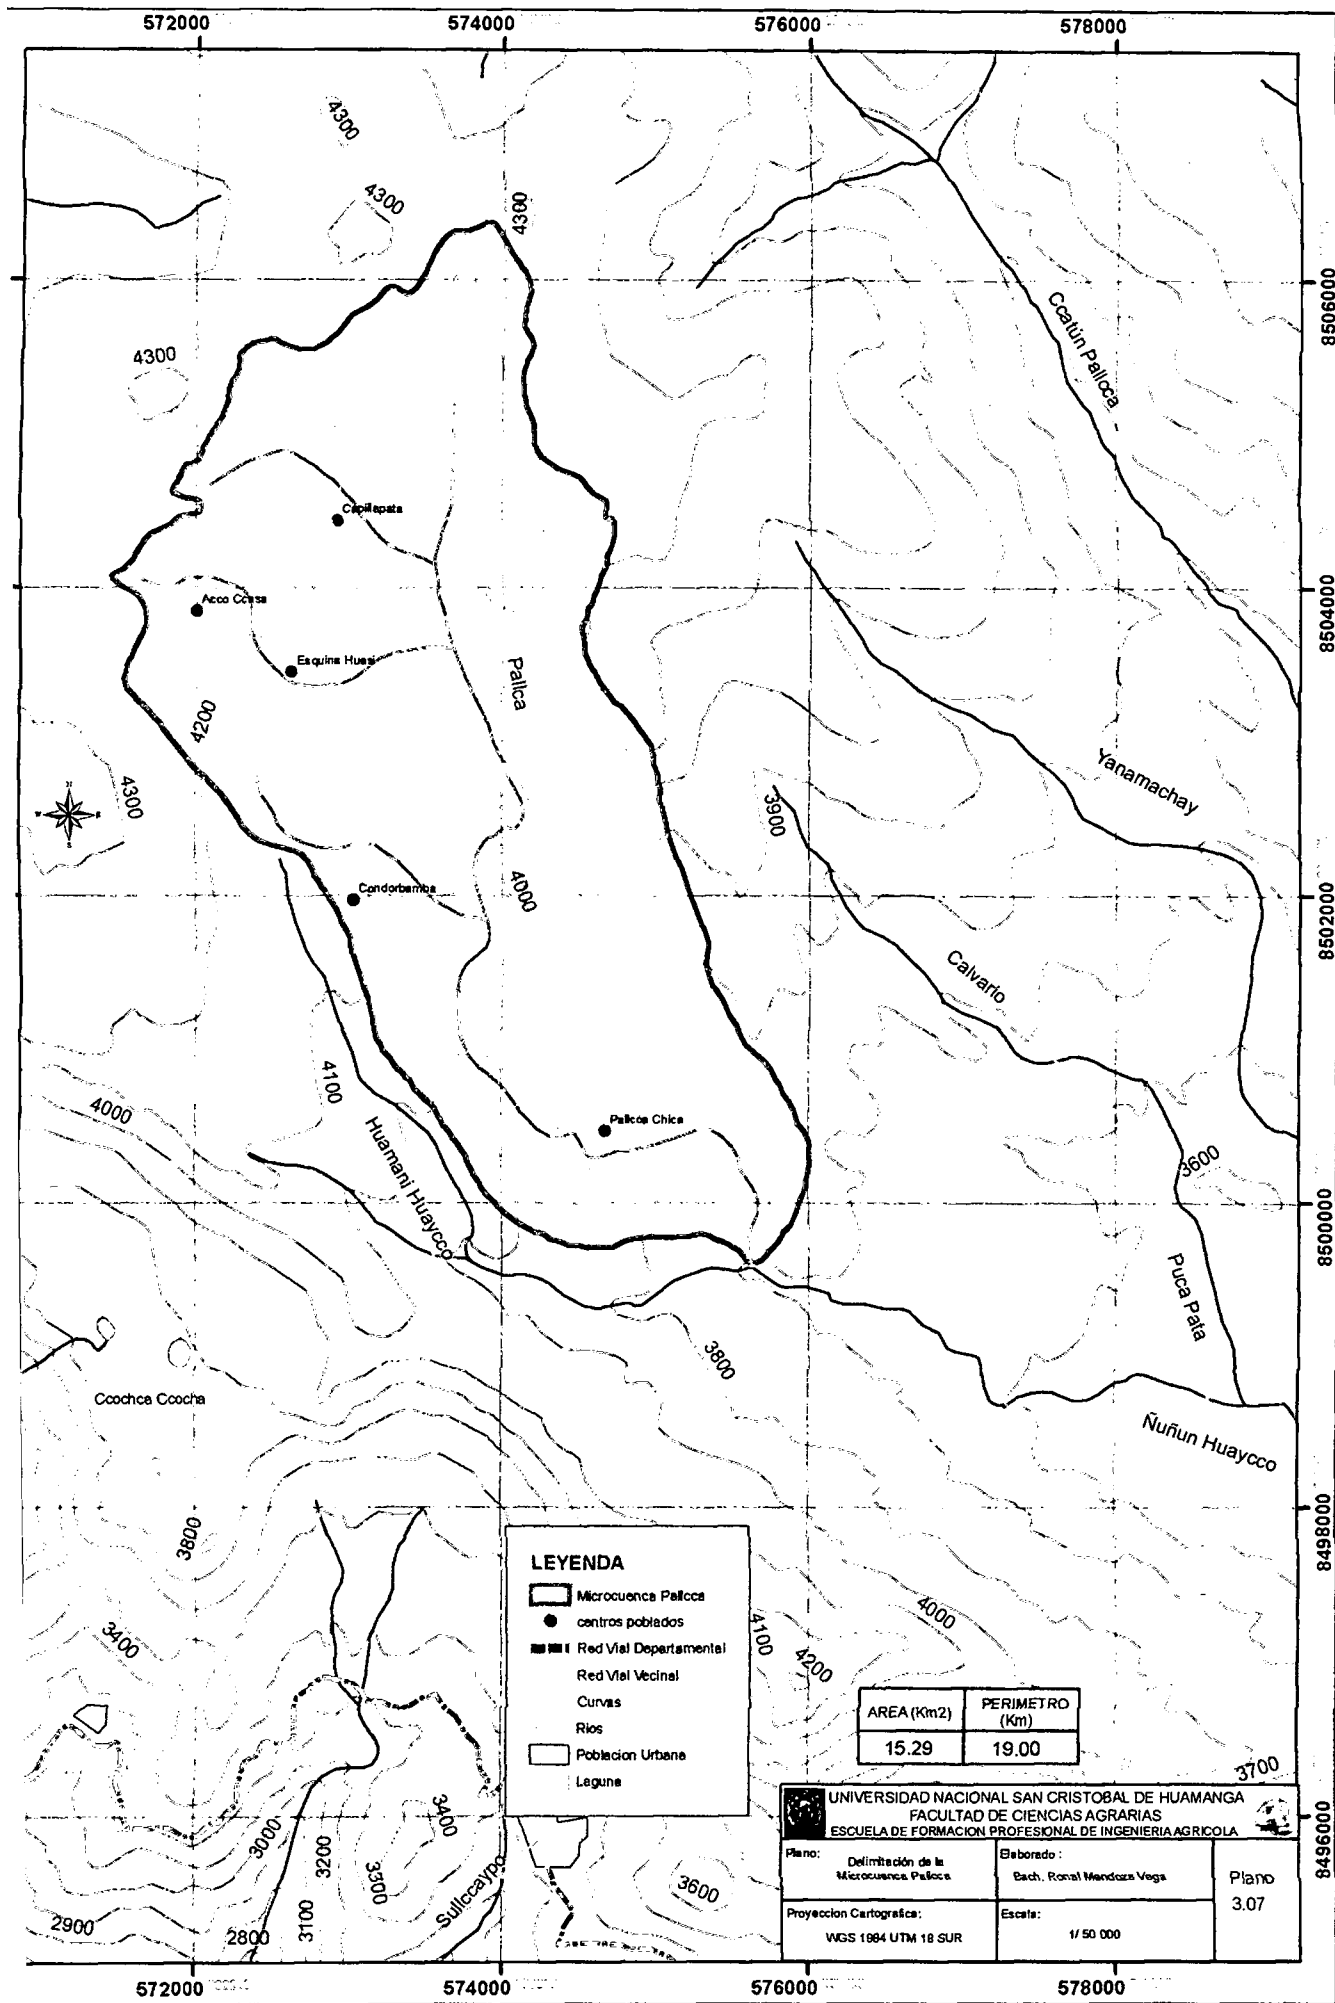 572000 574000 576000 578000
4300
4300
4300
8506000
Ccatún Palloca
4300
Capillapata
8504000
Acco Ccasa
Esquina Huasi
Pallca
4200
4300
Yanamachay
3900
4000
Condorbamba
8502000
Calvario
4100
4000
Pallcca Chica
Huamani Huaycco
3600
8500000
Puca Pata
3800
Ccochca Ccocha
Ñuñun Huaycco
8498000
3800
LEYENDA
Microcuenca Pallcca
centros poblados
Red Vial Departamental
Red Vial Vecinal
Curvas
Rios
Poblacion Urbana
Laguna
4000
4100
4200
3400
AREA (Km2) PERIMETRO (Km)
15.29 19.00
3700
UNIVERSIDAD NACIONAL SAN CRISTOBAL DE HUAMANGA
FACULTAD DE CIENCIAS AGRARIAS
ESCUELA DE FORMACION PROFESIONAL DE INGENIERIA AGRICOLA
8496000
3400
3000
3200
3300
Plano:
Delimitación de la
Microcuenca Pallcca
Elaborado :
Bach. Ronal Mendoza Vega
Plano
3.07
3600
Sullccaypo
3100
2900
2800
Proyeccion Cartografica:
WGS 1984 UTM 18 SUR
Escala:
1/ 50 000
572000 574000 576000 578000